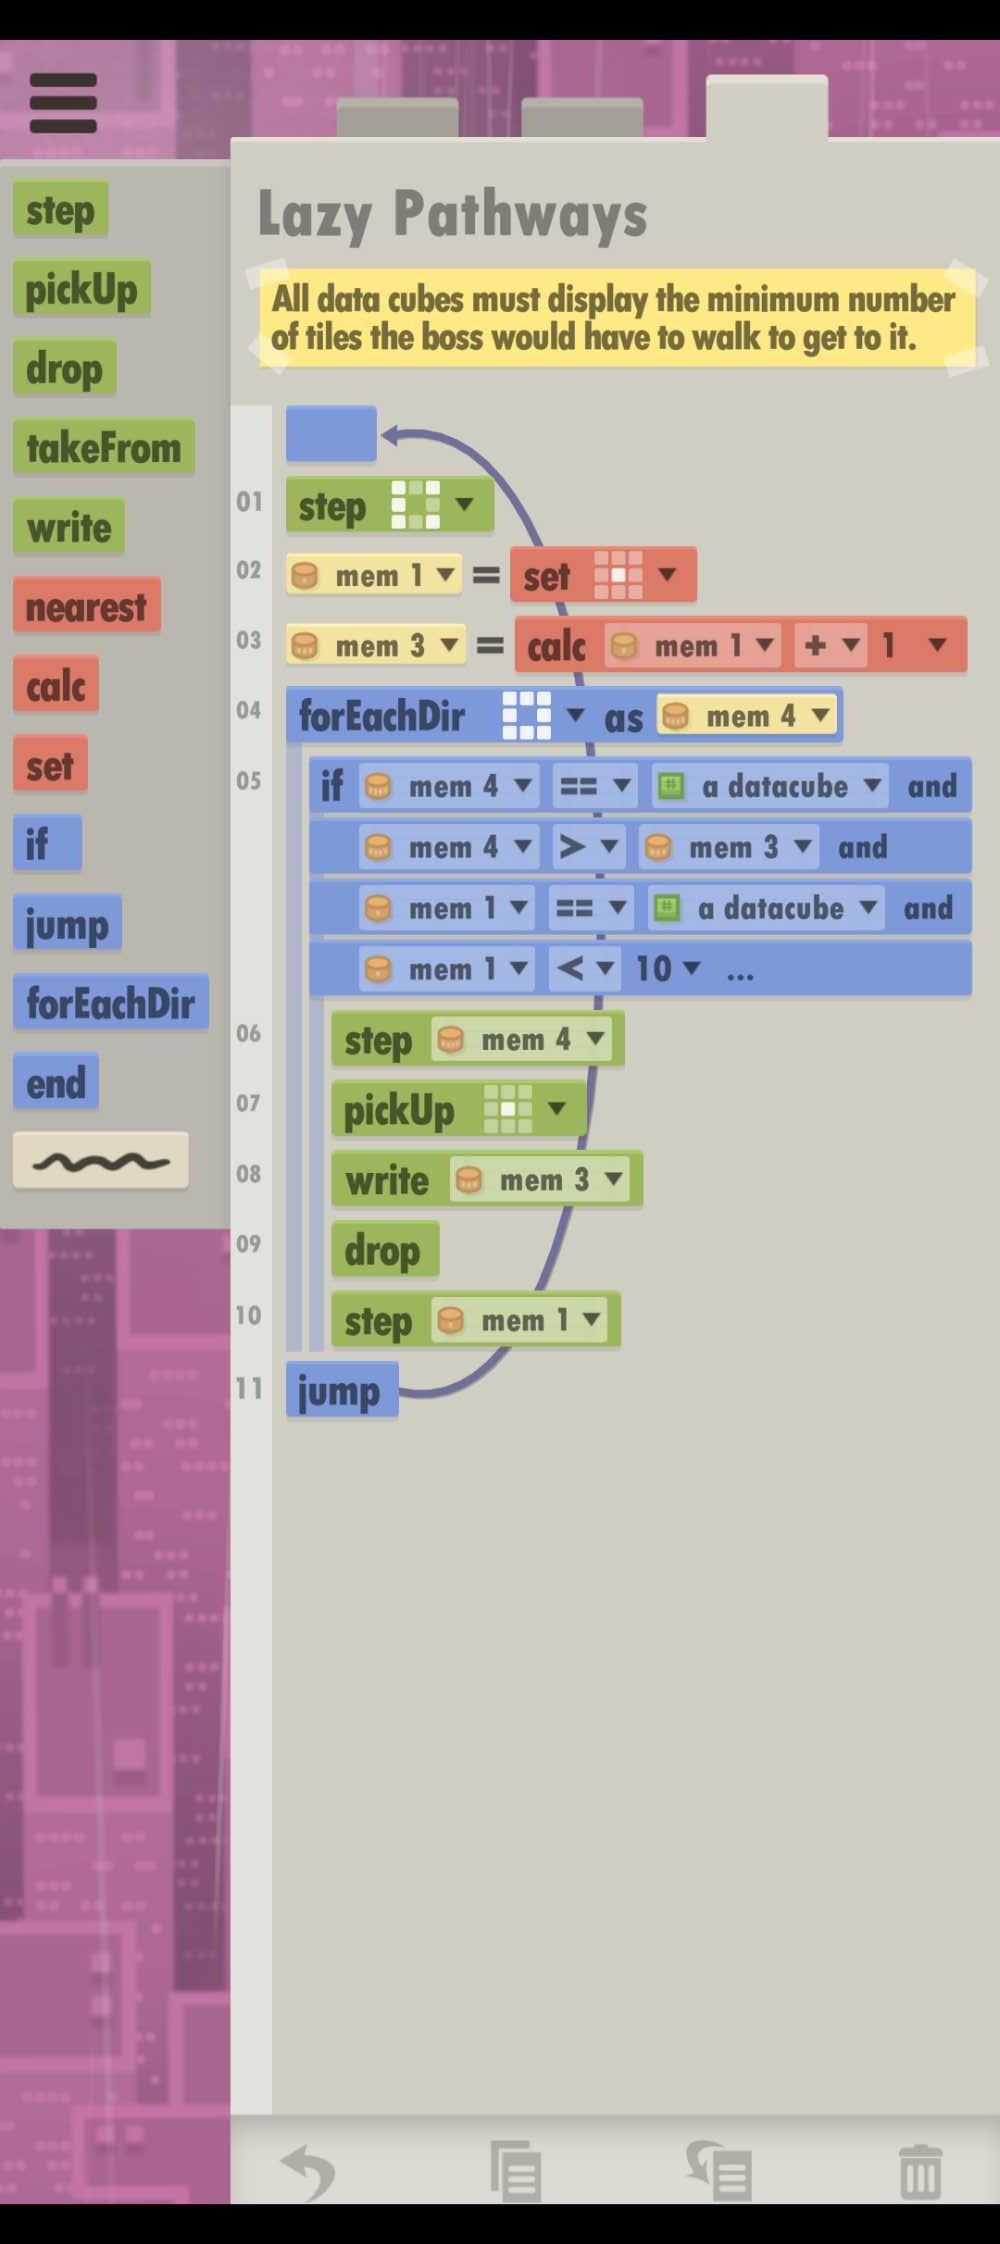 Lazy Pathways
All data cubes must display the minimum number
of tiles the boss would have to walk to get to it.
step
pickUp
drop
takeFrom
write
nearest
calc
set
if
jump
forEachDir
end
01 step
02 mem 1 = set
03 mem 3 = calc mem 1 + 1
04 forEachDir as mem 4
05 if mem 4 == a datacube and
mem 4 > mem 3 and
mem 1 == a datacube and
mem 1 < 10 ...
06 step mem 4
07 pickUp
08 write mem 3
09 drop
10 step mem 1
11 jump